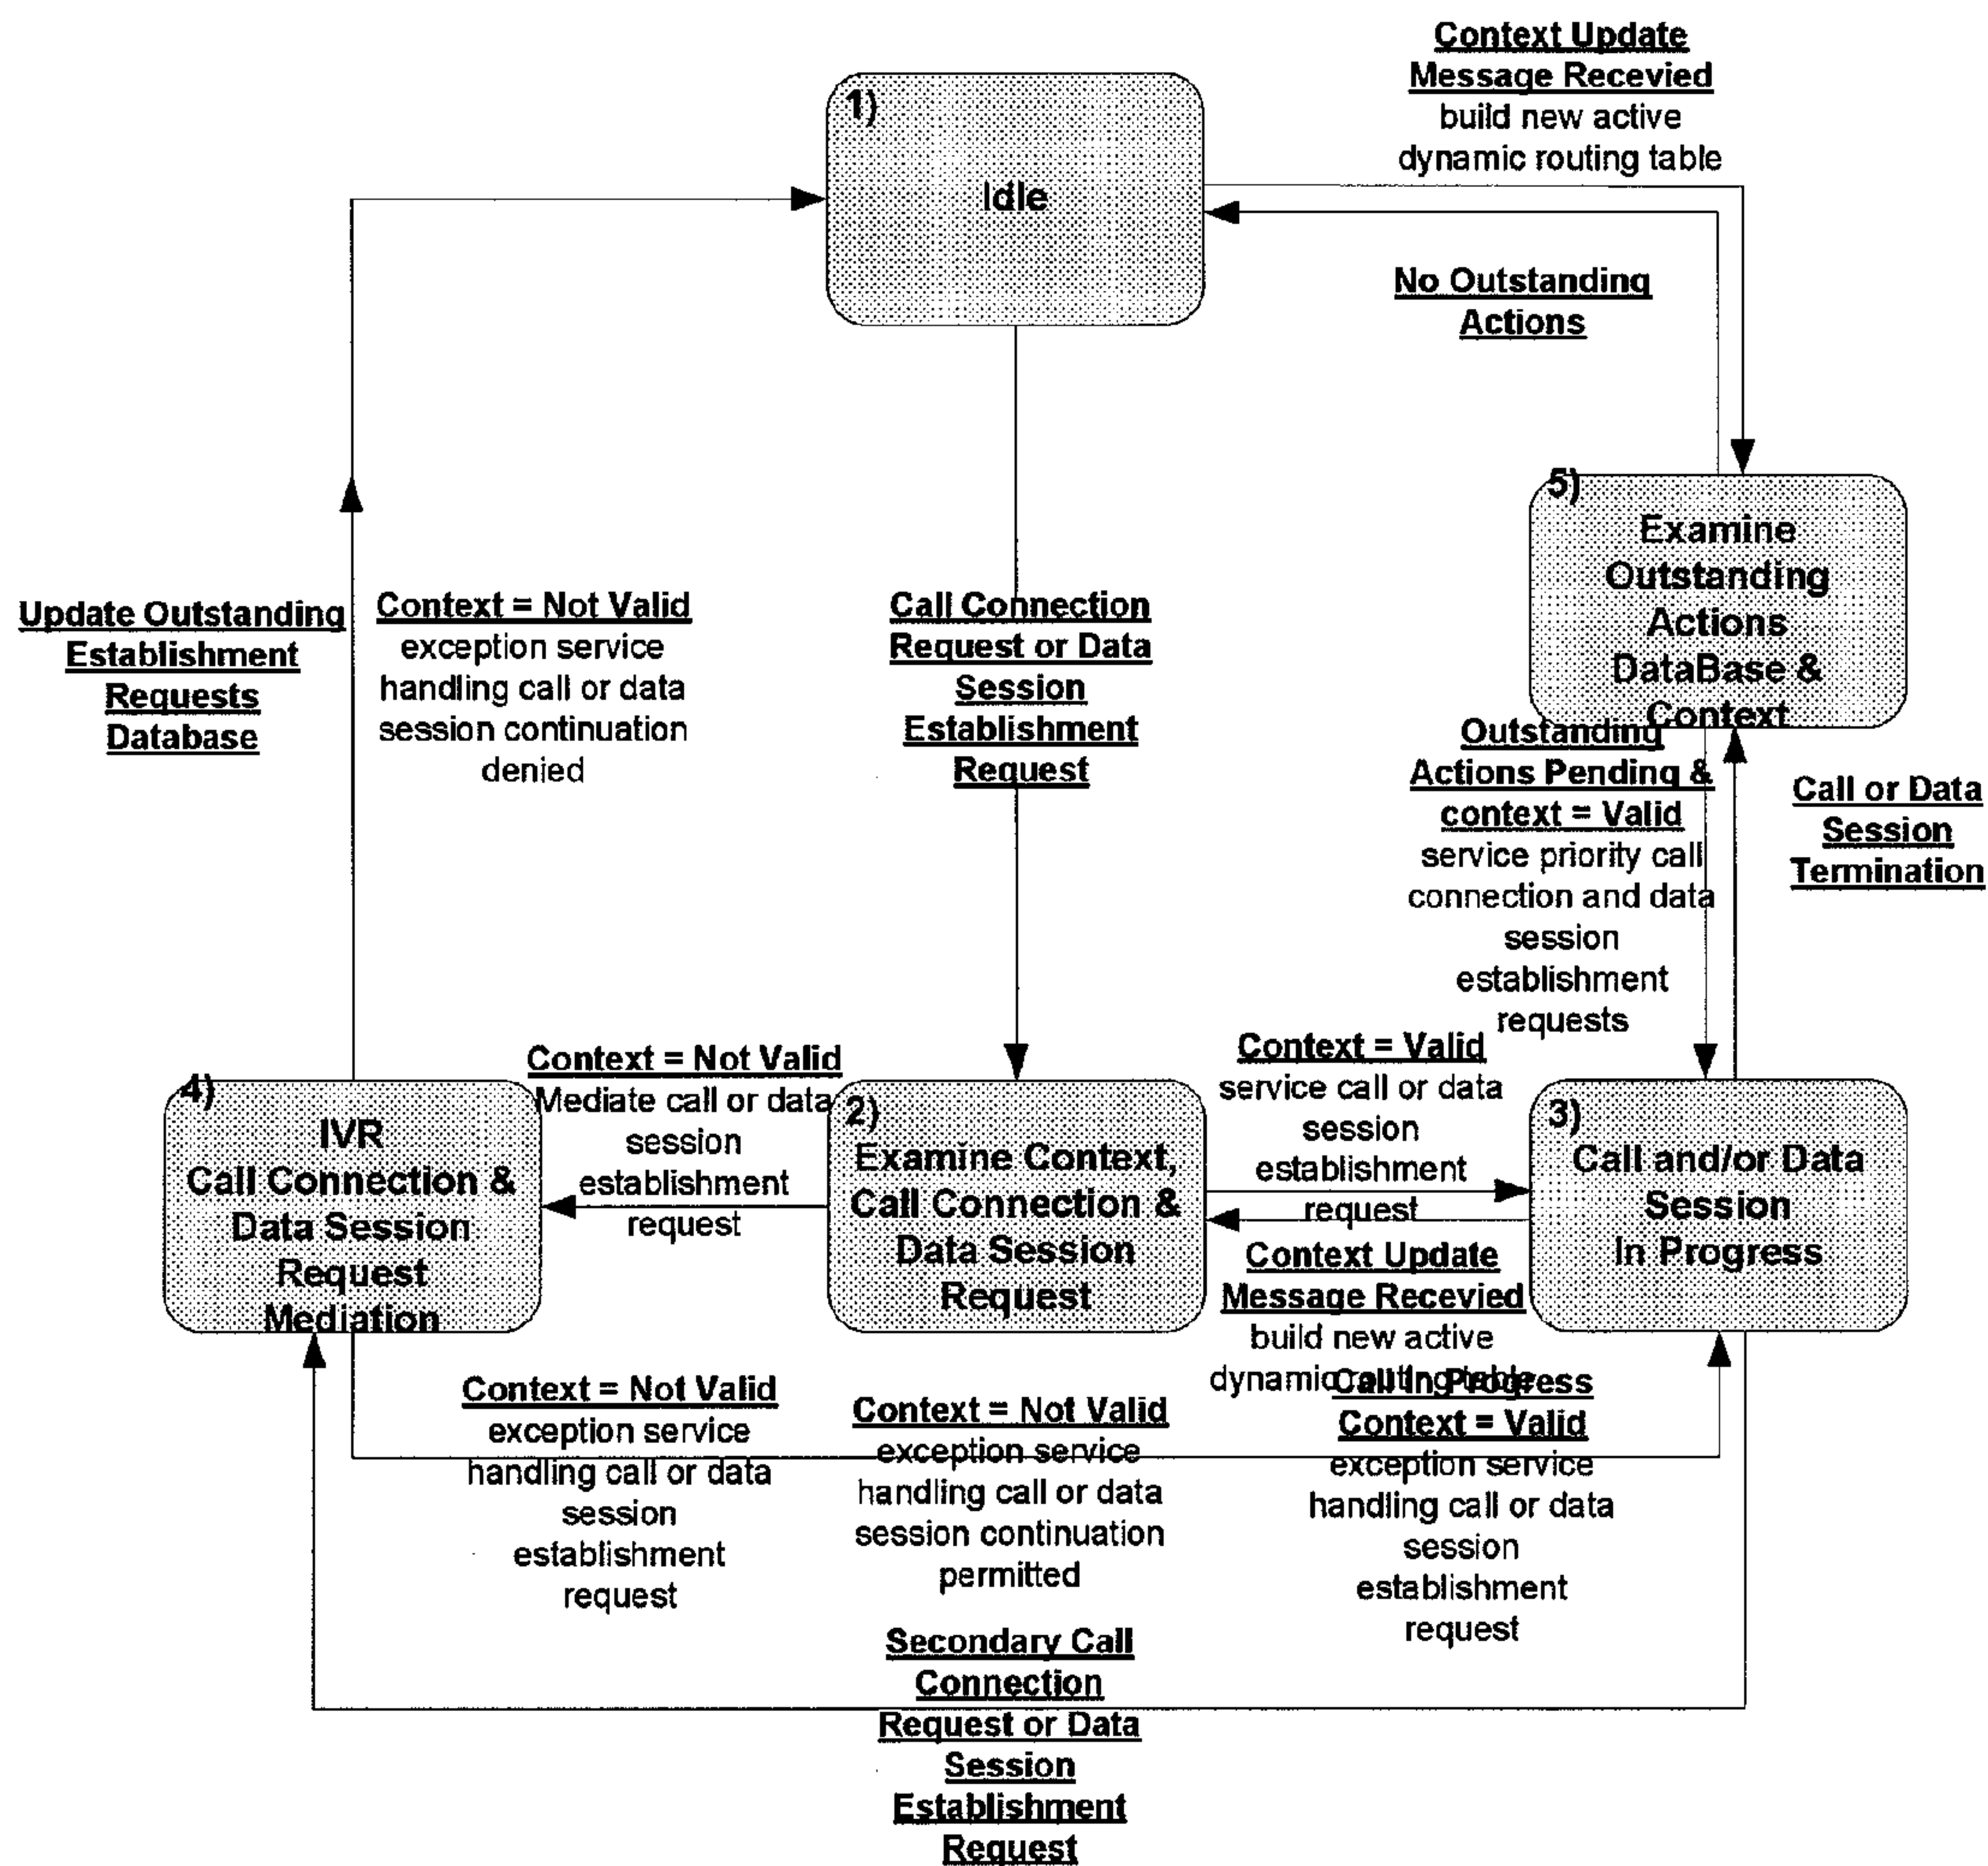 Context Update
Message Recevied
build new active
dynamic routing table
1)
Idle
No Outstanding
Actions
5)
Examine
Outstanding
Actions
DataBase &
Context
Update Outstanding
Establishment
Requests
Database
Context = Not Valid
exception service
handling call or data
session continuation
denied
Call Connection
Request or Data
Session
Establishment
Request
Outstanding
Actions Pending &
context = Valid
service priority call
connection and data
session
establishment
requests
Call or Data
Session
Termination
4)
IVR
Call Connection &
Data Session
Request
Mediation
Context = Not Valid
Mediate call or data
session
establishment
request
2)
Examine Context,
Call Connection &
Data Session
Request
Context = Valid
service call or data
session
establishment
request
3)
Call and/or Data
Session
In Progress
Context Update
Message Recevied
build new active
dynamic routing table
Context = Not Valid
exception service
handling call or data
session
establishment
request
Context = Not Valid
exception service
handling call or data
session continuation
permitted
Call In Progress
Context = Valid
exception service
handling call or data
session
establishment
request
Secondary Call
Connection
Request or Data
Session
Establishment
Request